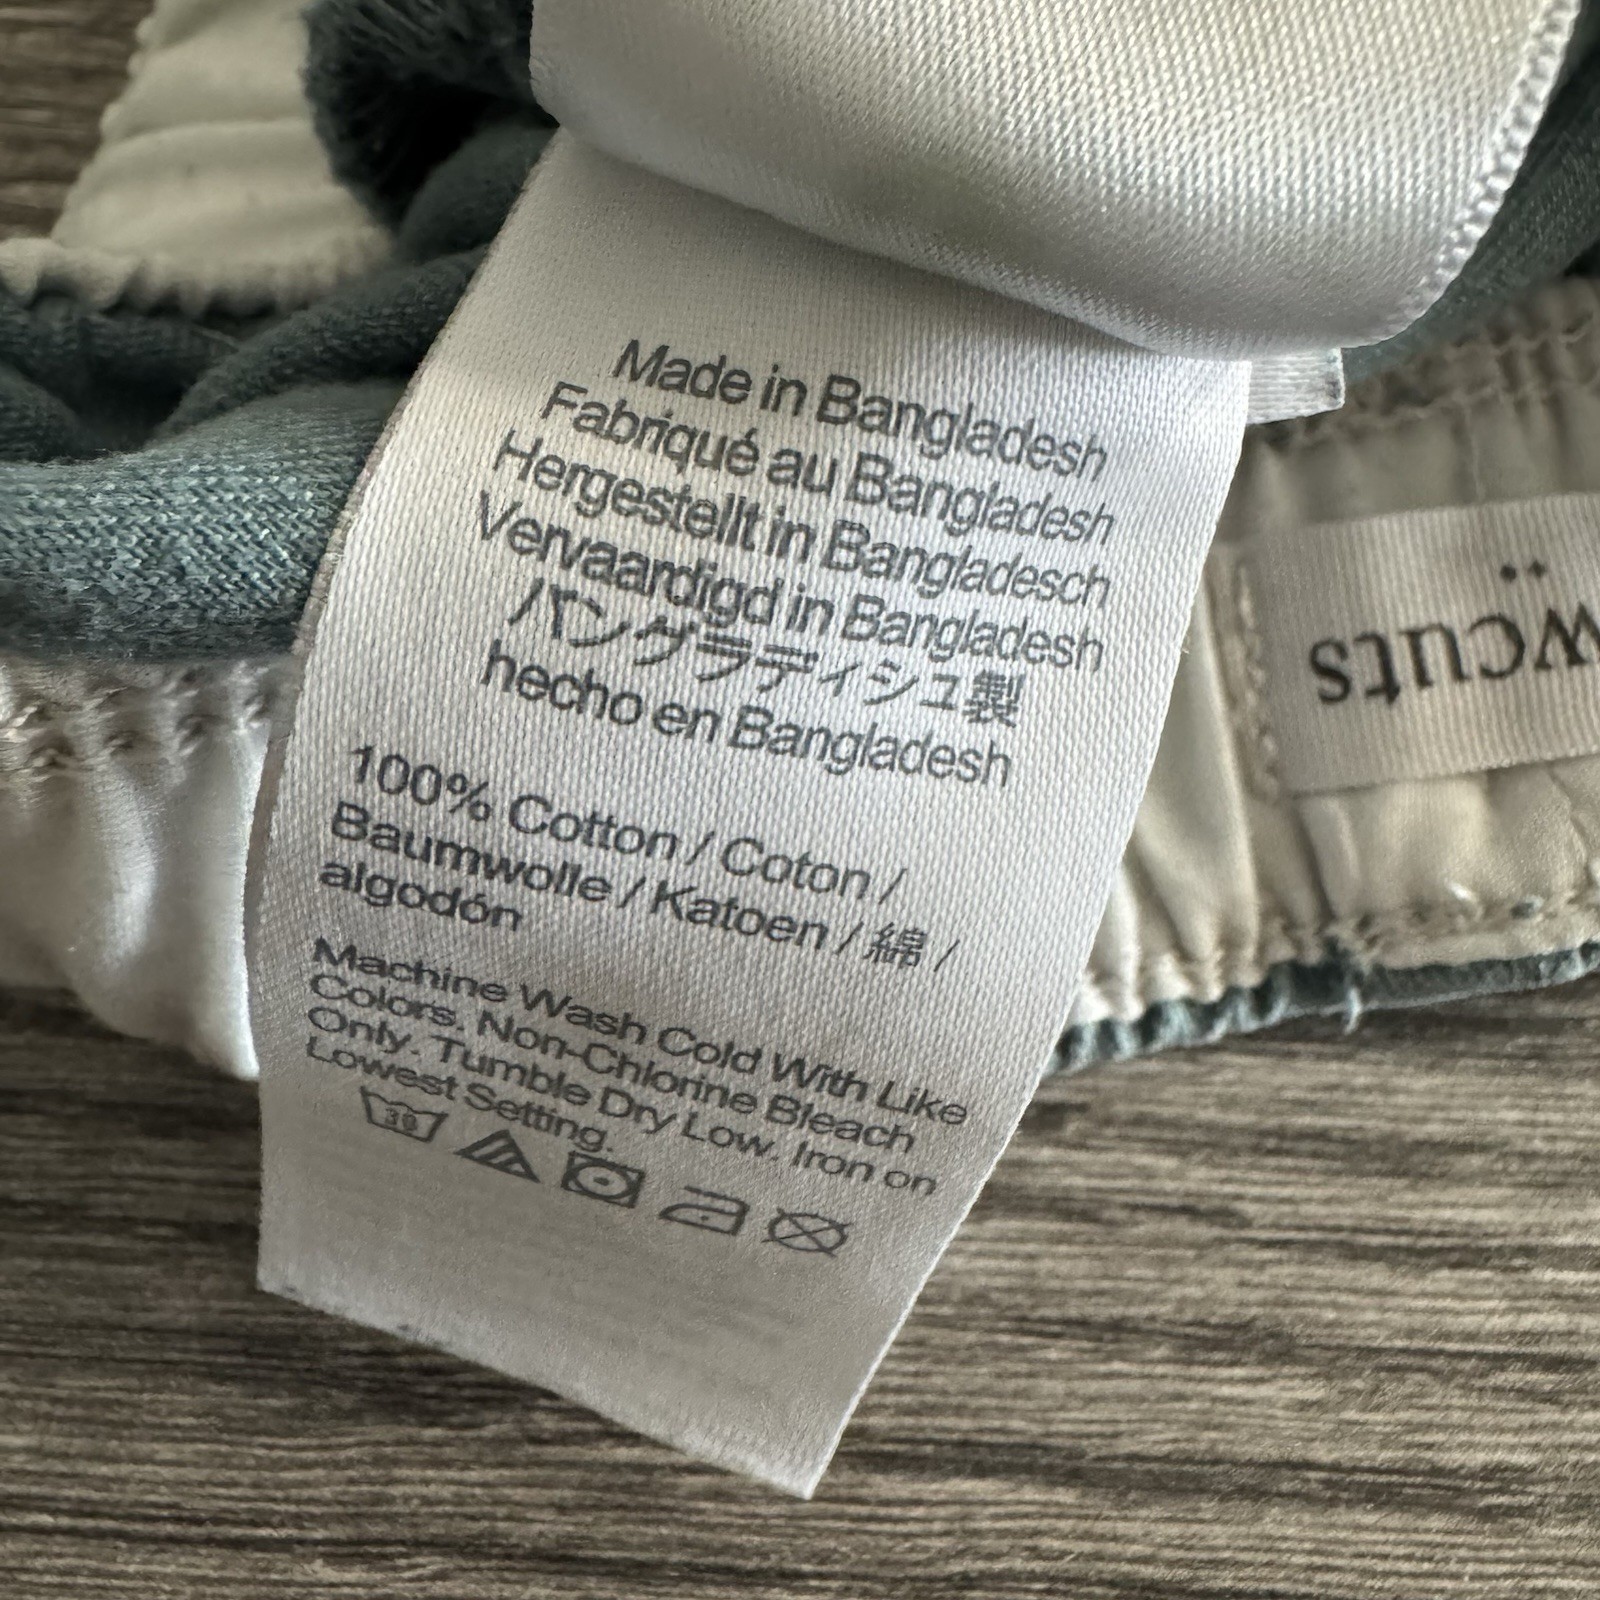 Made in Bangladesh
Fabriqué au Bangladesh
Hergestellt in Bangladesch
Vervaardigd in Bangladesh
バングラディシュ製
hecho en Bangladesh
100% Cotton / Coton /
Baumwolle / Katoen / 綿 /
algodón
Machine Wash Cold With Like
Colors. Non-Chlorine Bleach
Only. Tumble Dry Low. Iron on
Lowest Setting.
30
wcuts